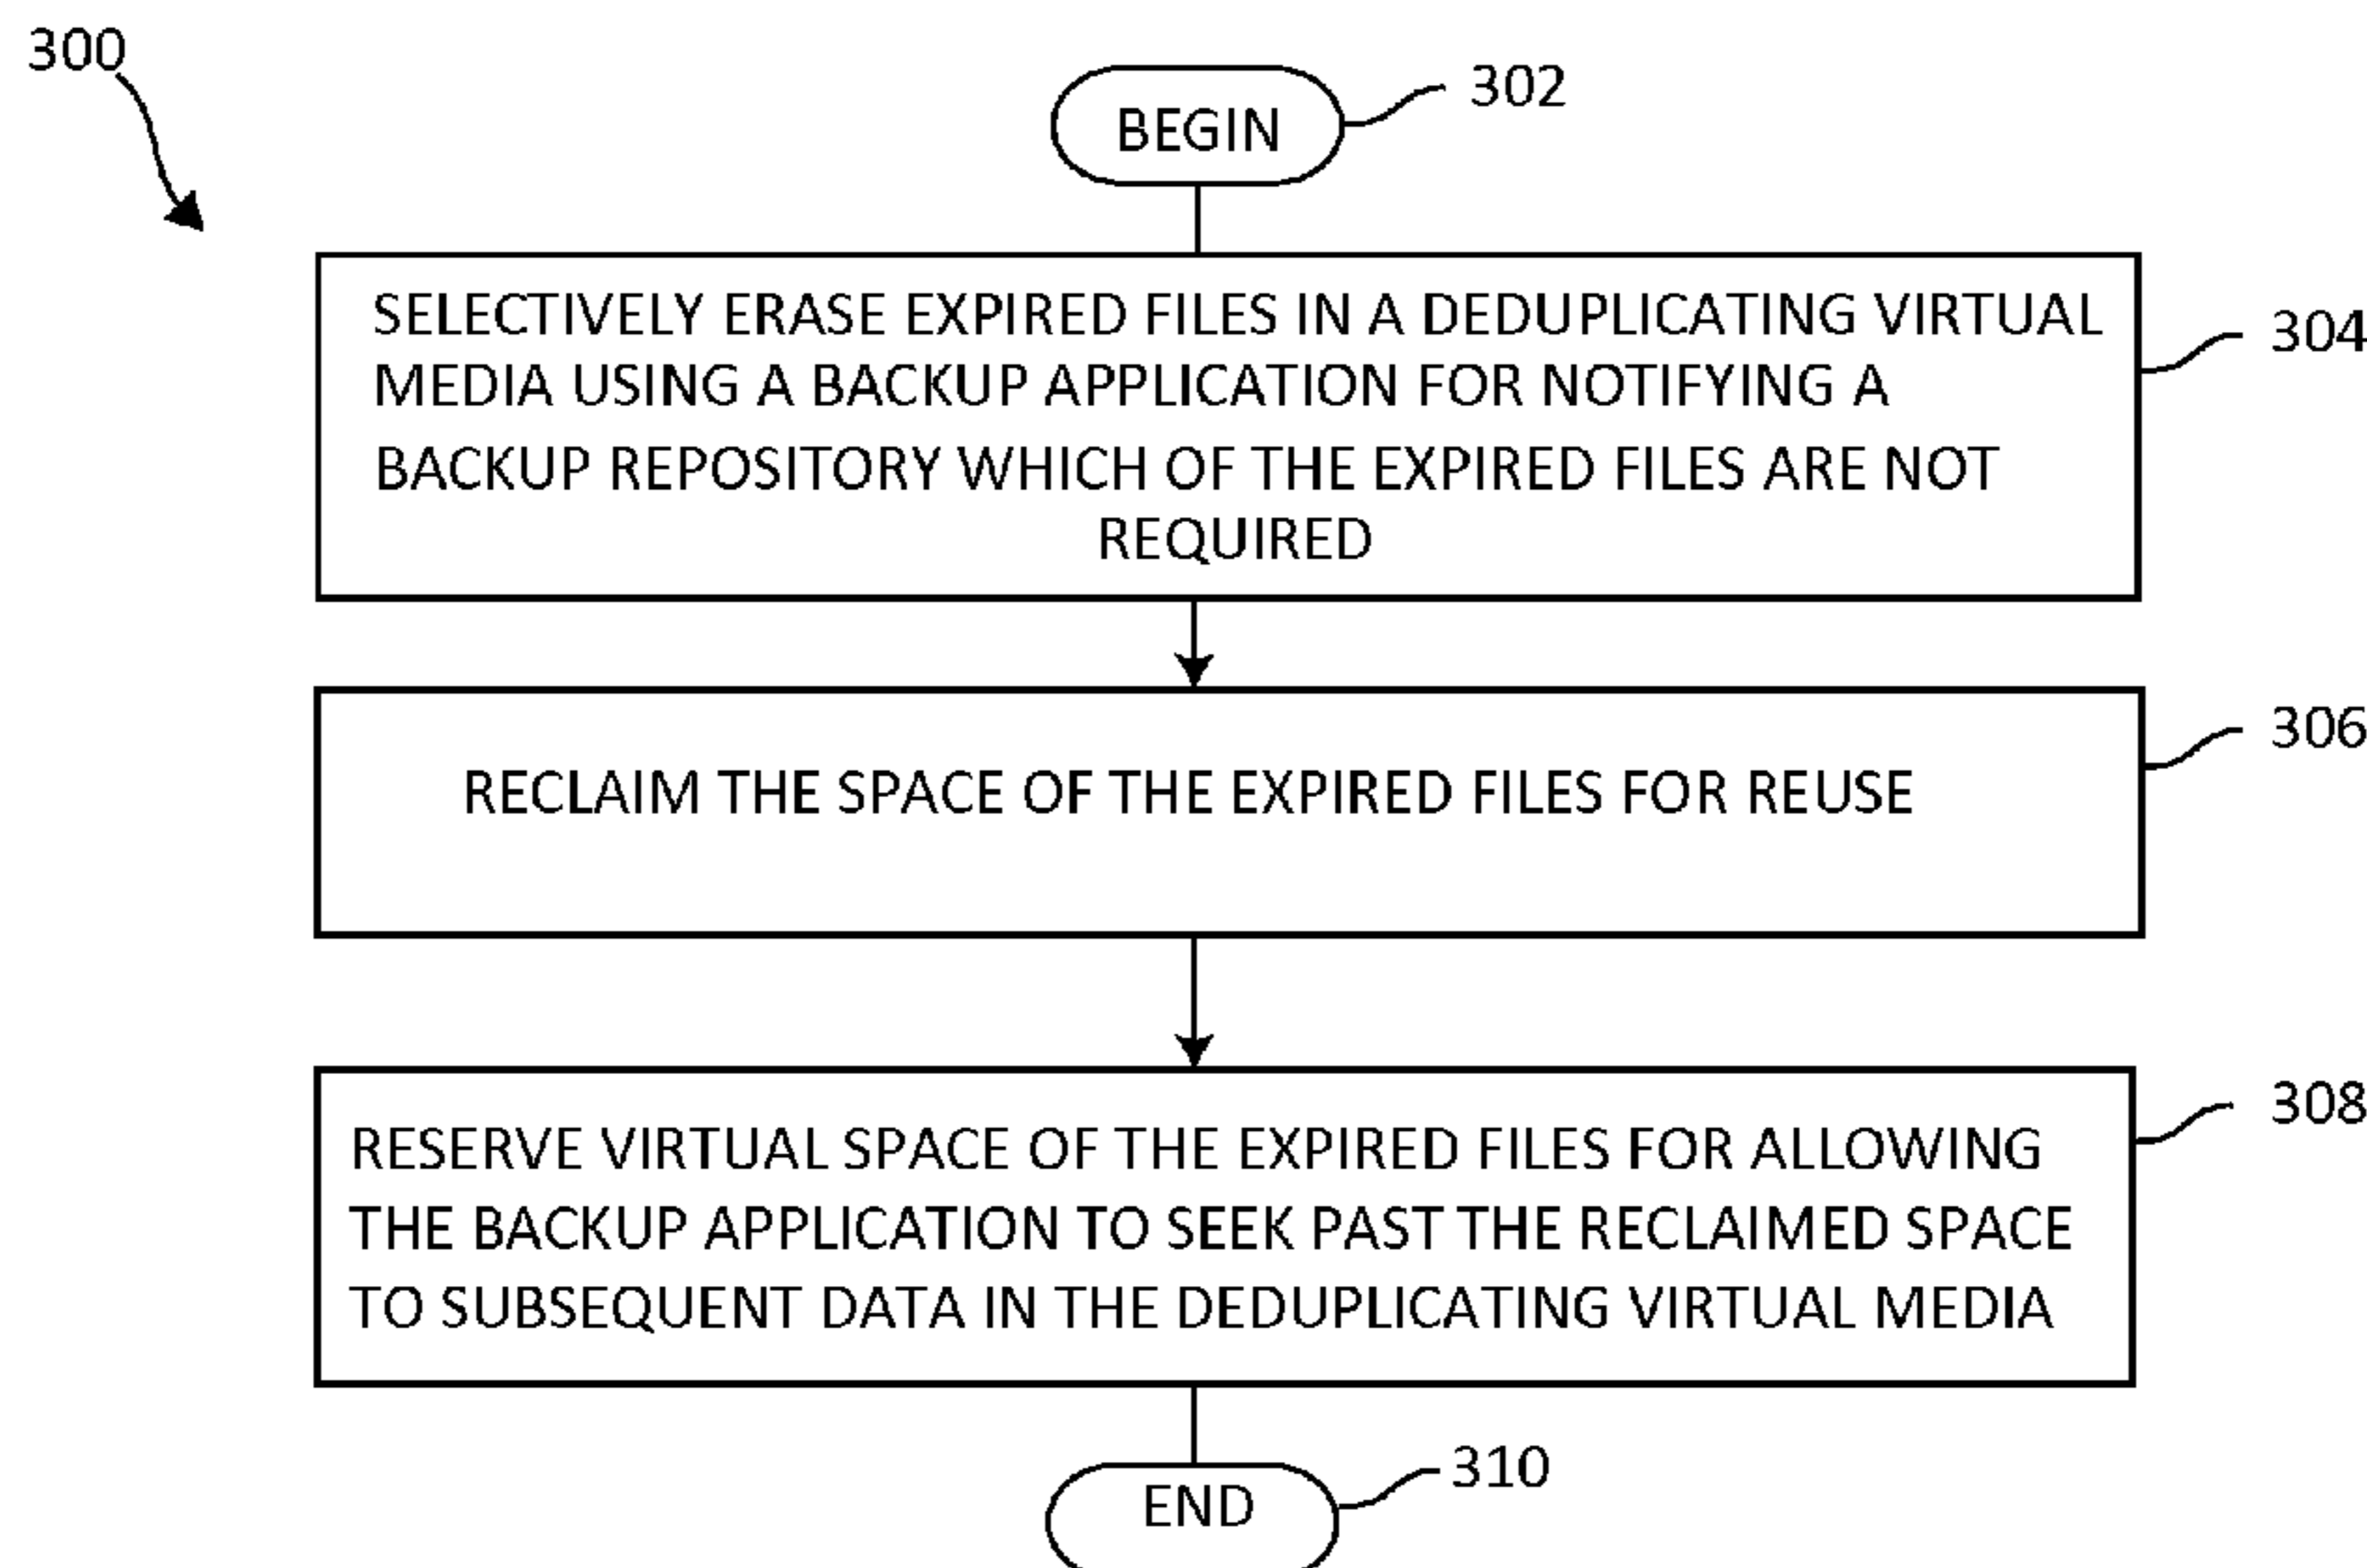 300
BEGIN
302
SELECTIVELY ERASE EXPIRED FILES IN A DEDUPLICATING VIRTUAL
MEDIA USING A BACKUP APPLICATION FOR NOTIFYING A
BACKUP REPOSITORY WHICH OF THE EXPIRED FILES ARE NOT
REQUIRED
304
RECLAIM THE SPACE OF THE EXPIRED FILES FOR REUSE
306
RESERVE VIRTUAL SPACE OF THE EXPIRED FILES FOR ALLOWING
THE BACKUP APPLICATION TO SEEK PAST THE RECLAIMED SPACE
TO SUBSEQUENT DATA IN THE DEDUPLICATING VIRTUAL MEDIA
308
END
310